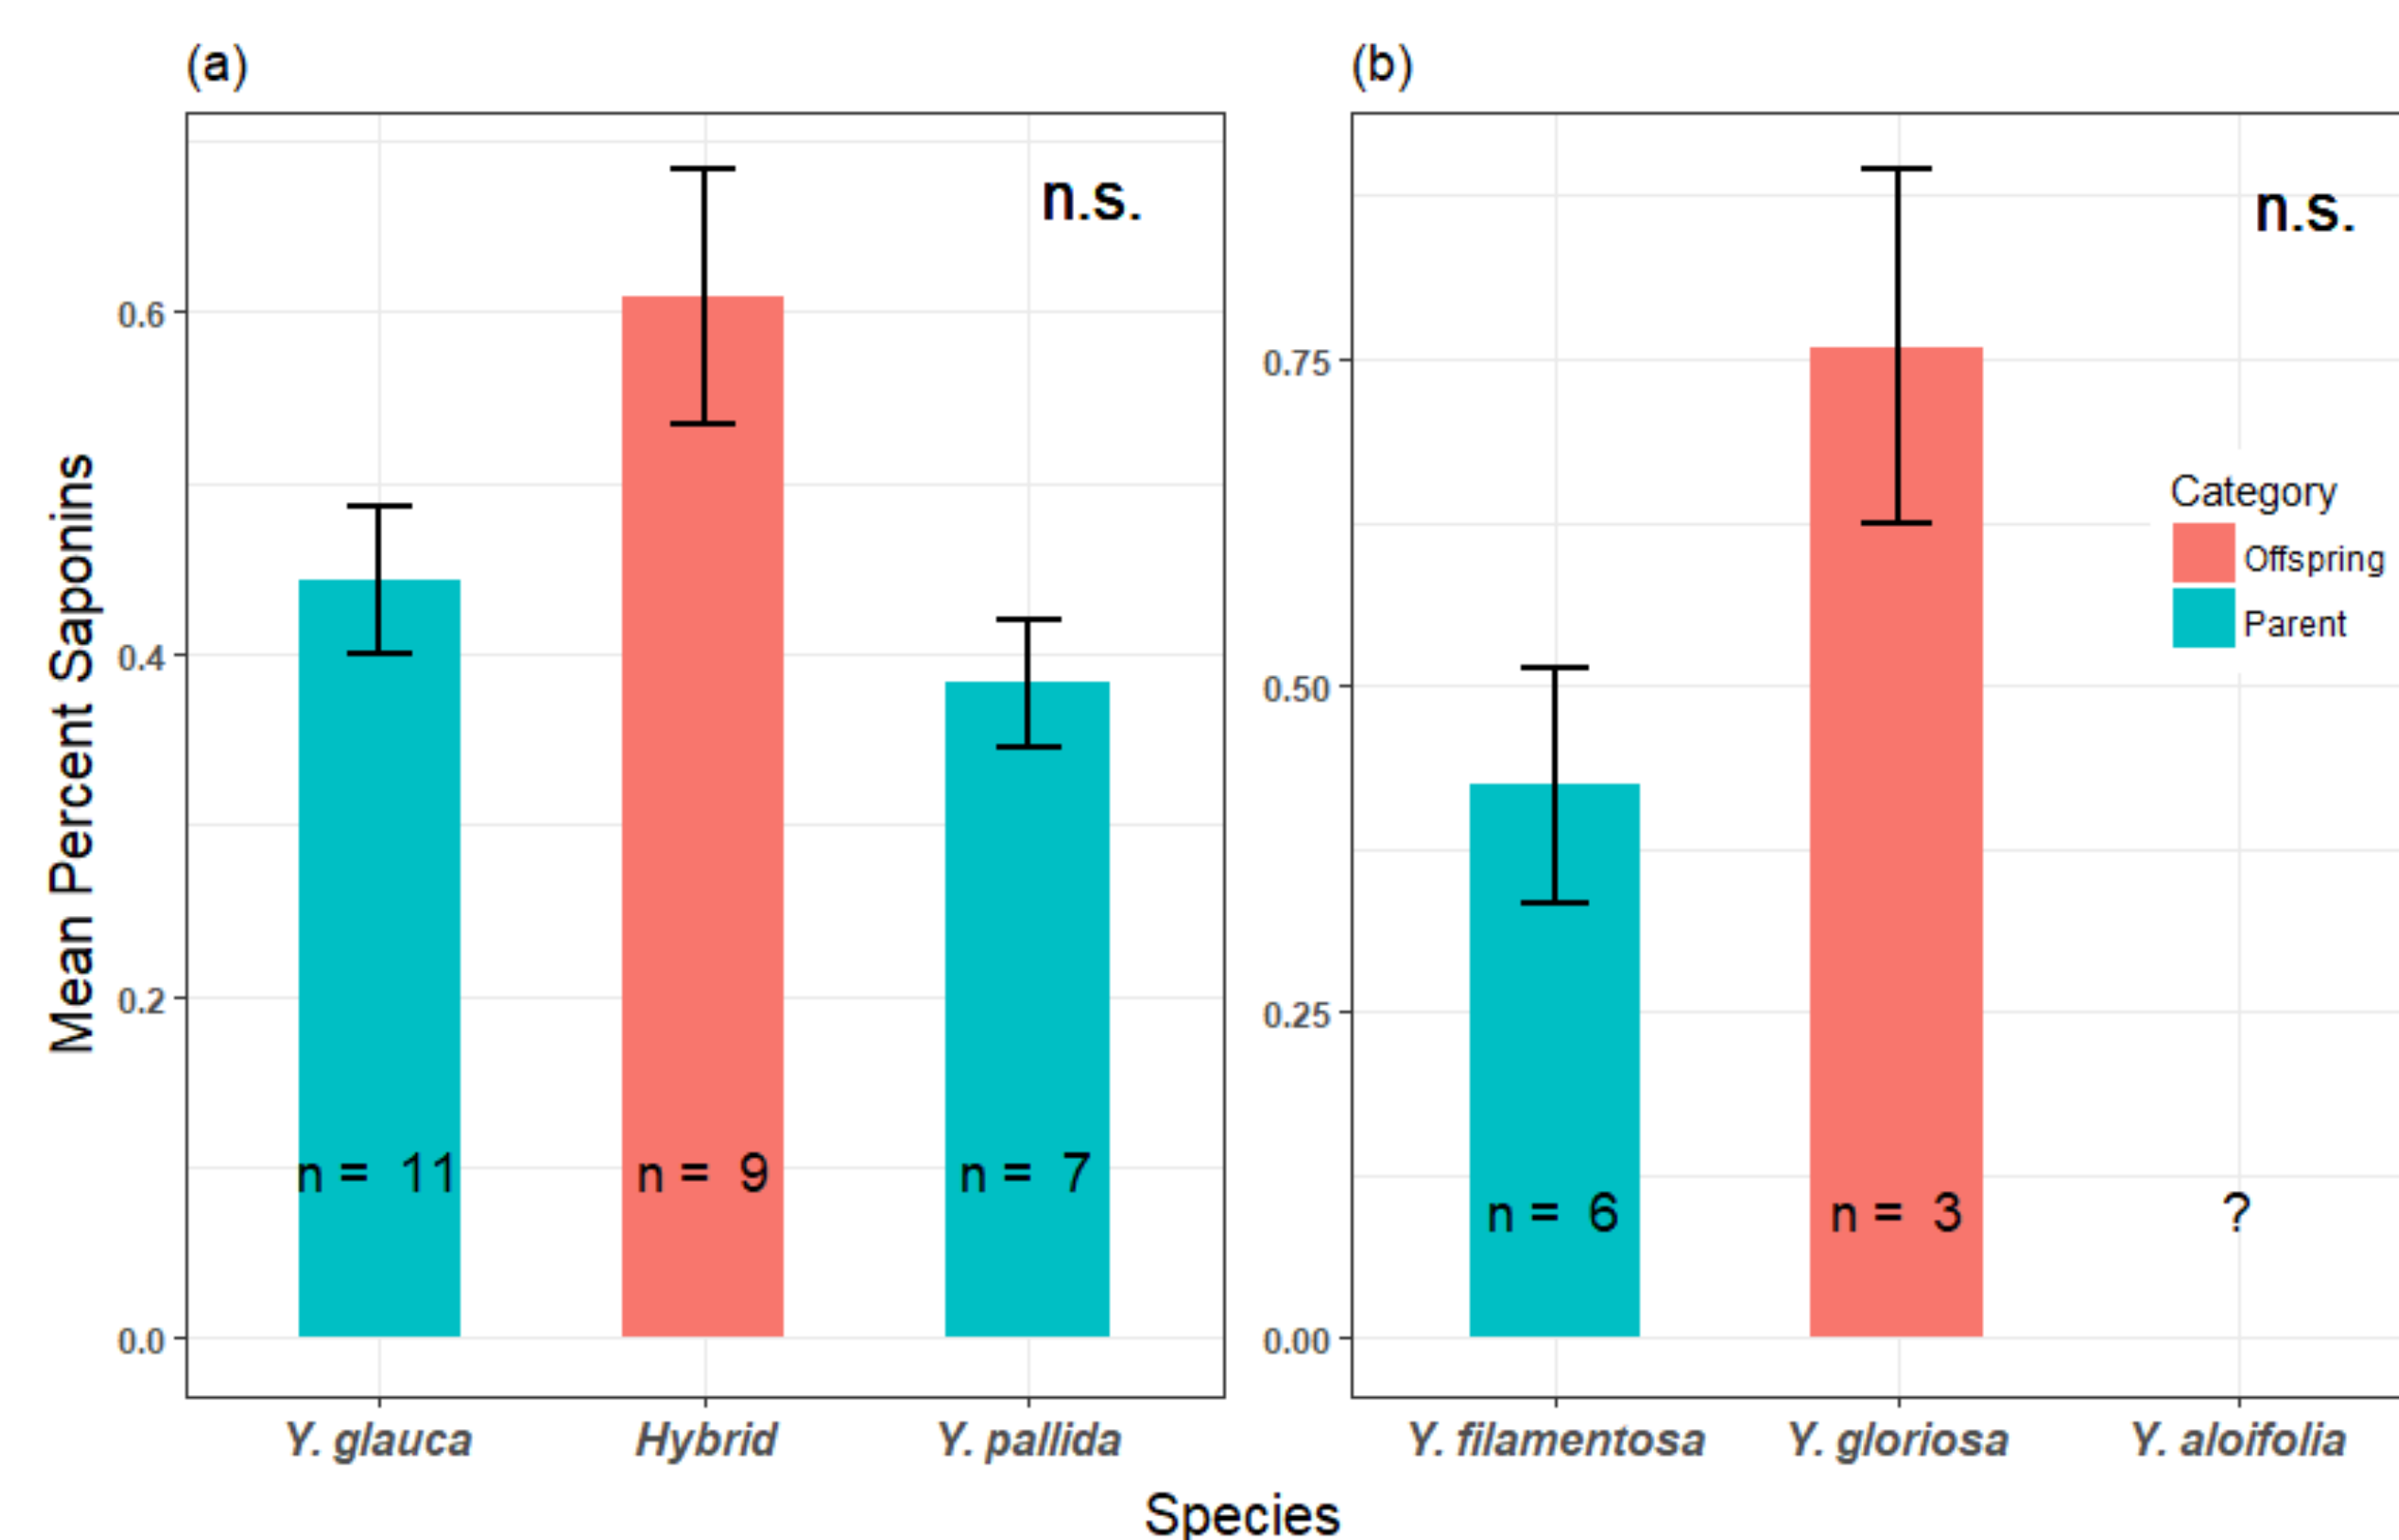 (a)
(b)
Mean Percent Saponins
0.6
0.4
0.2
0.0
n.s.
n = 11
n = 9
n = 7
Y. glauca
Hybrid
Y. pallida
0.75
0.50
0.25
0.00
n.s.
Category
Offspring
Parent
n = 6
n = 3
?
Y. filamentosa
Y. gloriosa
Y. aloifolia
Species